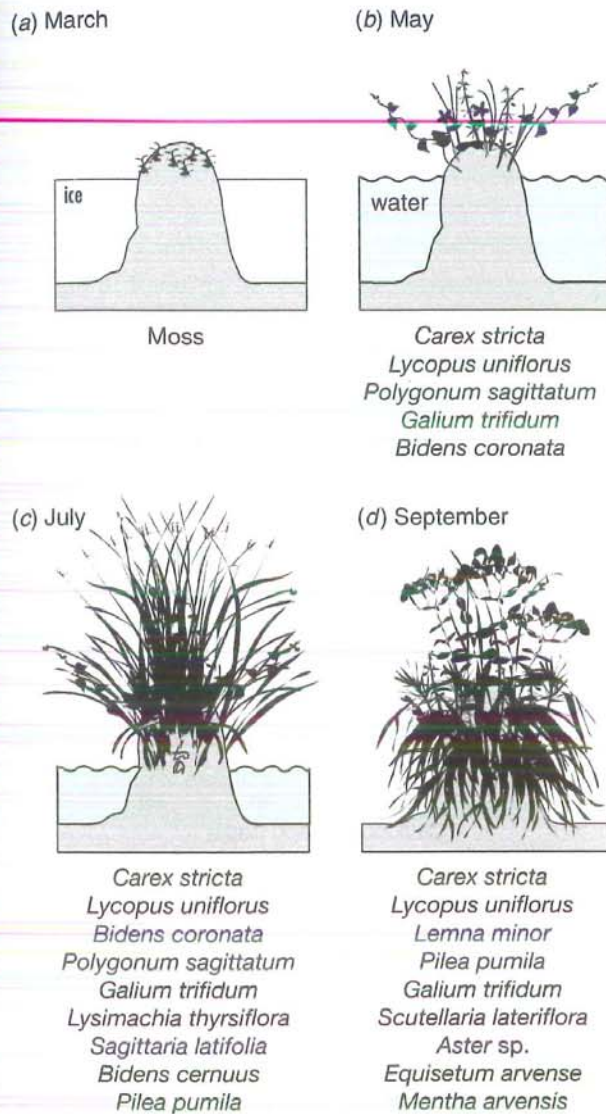 (a) March
ice
Moss
(b) May
water
Carex stricta
Lycopus uniflorus
Polygonum sagittatum
Galium trifidum
Bidens coronata
(c) July
Carex stricta
Lycopus uniflorus
Bidens coronata
Polygonum sagittatum
Galium trifidum
Lysimachia thyrsiflora
Sagittaria latifolia
Bidens cernuus
Pilea pumila
(d) September
Carex stricta
Lycopus uniflorus
Lemna minor
Pilea pumila
Galium trifidum
Scutellaria lateriflora
Aster sp.
Equisetum arvense
Mentha arvensis